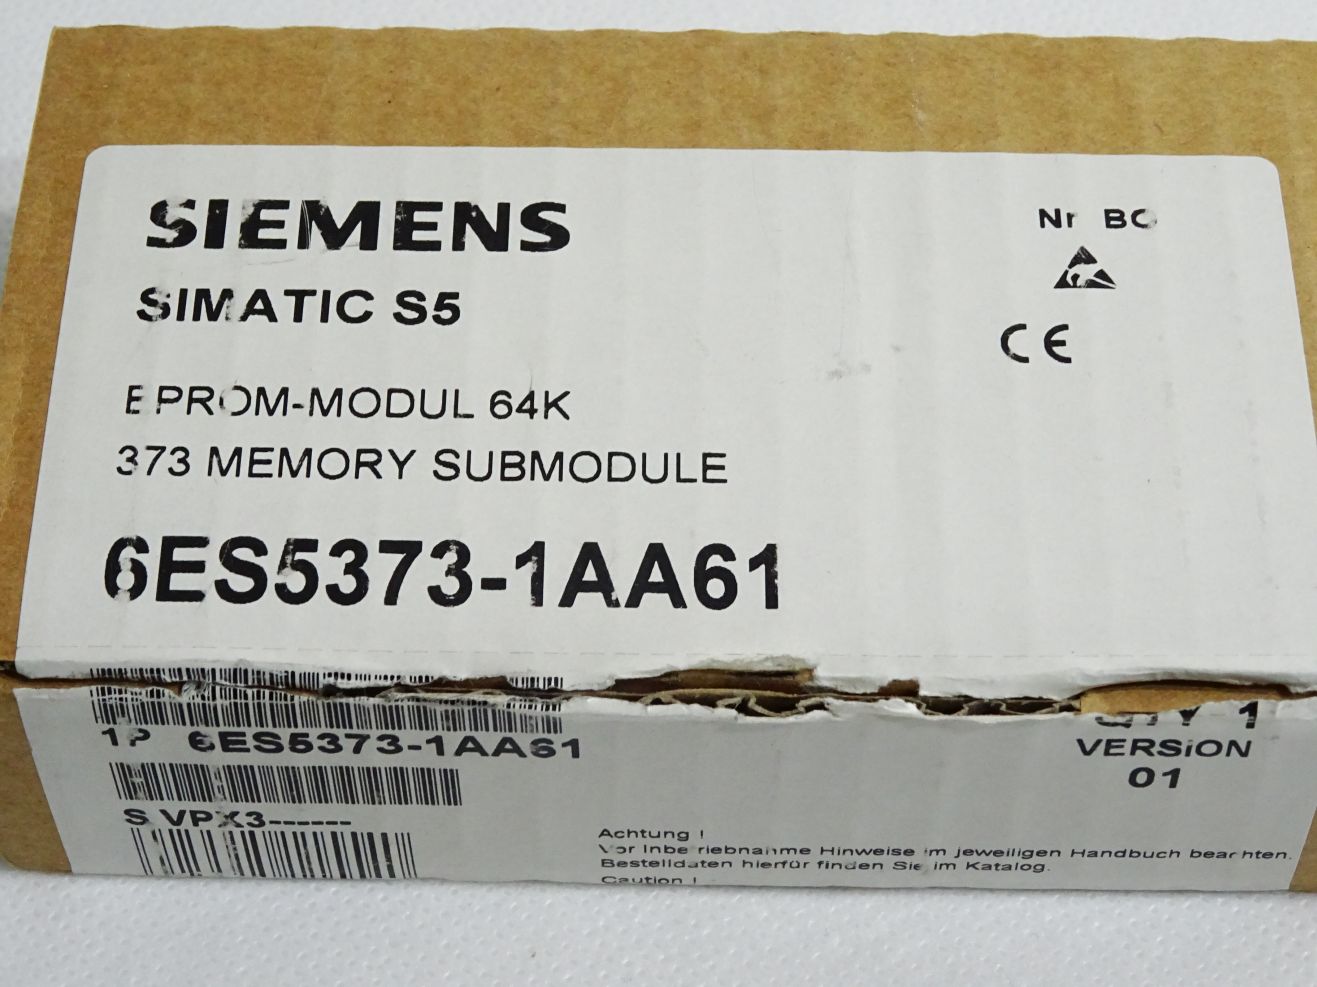 SIEMENS
Nr BC
SIMATIC S5
CE
EPROM-MODUL 64K
373 MEMORY SUBMODULE
6ES5373-1AA61
1P 6ES5373-1AA61
QTY 1
VERSION
01
S VPX3------
Achtung !
Vor Inbetriebnahme Hinweise im jeweiligen Handbuch beachten.
Bestelldaten hierfür finden Sie im Katalog.
Caution !